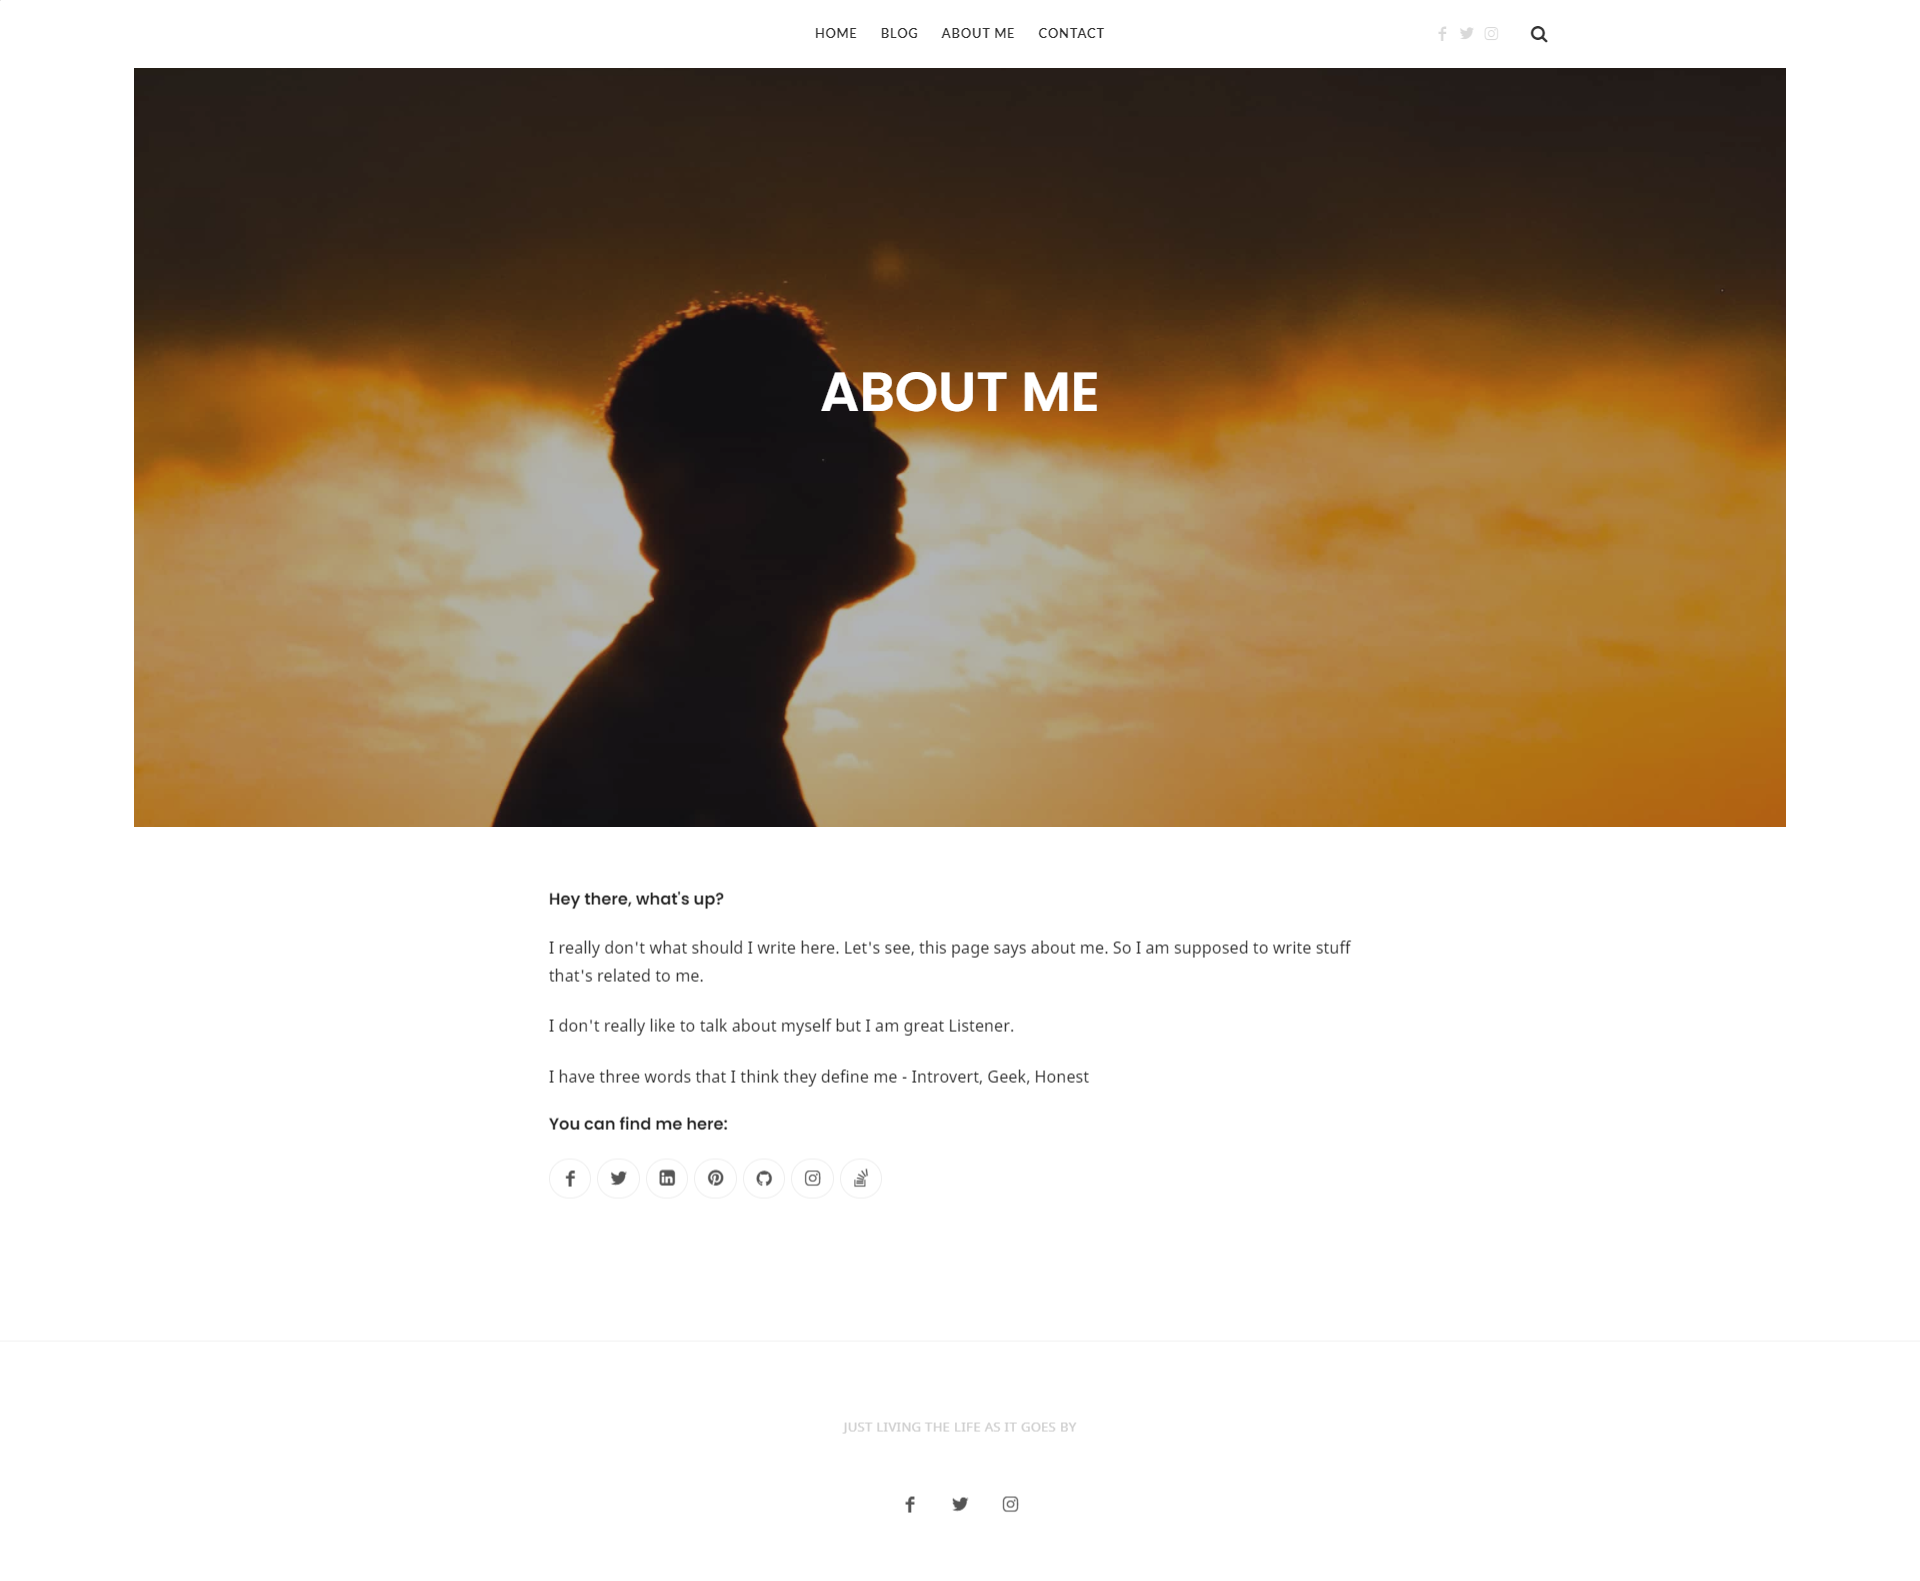 HOME BLOG ABOUT ME CONTACT
ABOUT ME
Hey there, what's up?
I really don't what should I write here. Let's see, this page says about me. So I am supposed to write stuff
that's related to me.
I don't really like to talk about myself but I am great Listener.
I have three words that I think they define me - Introvert, Geek, Honest
You can find me here:
JUST LIVING THE LIFE AS IT GOES BY